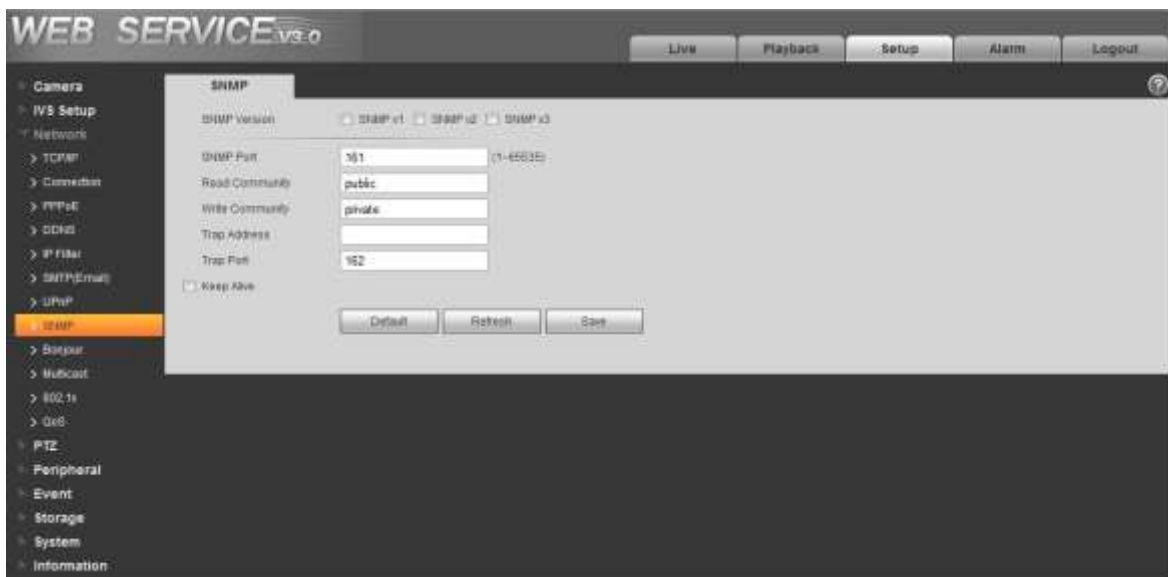 WEB SERVICE V3.0
Live Playback Setup Alarm Logout
Camera
IVS Setup
Network
TCP/IP
Connection
PPPoE
DDNS
IP Filter
SMTP(Email)
UPnP
SNMP
Bonjour
Multicast
802.1x
QoS
PTZ
Peripheral
Event
Storage
System
Information
SNMP
SNMP Version SNMP v1 SNMP v2 SNMP v3
SNMP Port 161 (1~65535)
Read Community public
Write Community private
Trap Address
Trap Port 162
Keep Alive
Default Refresh Save